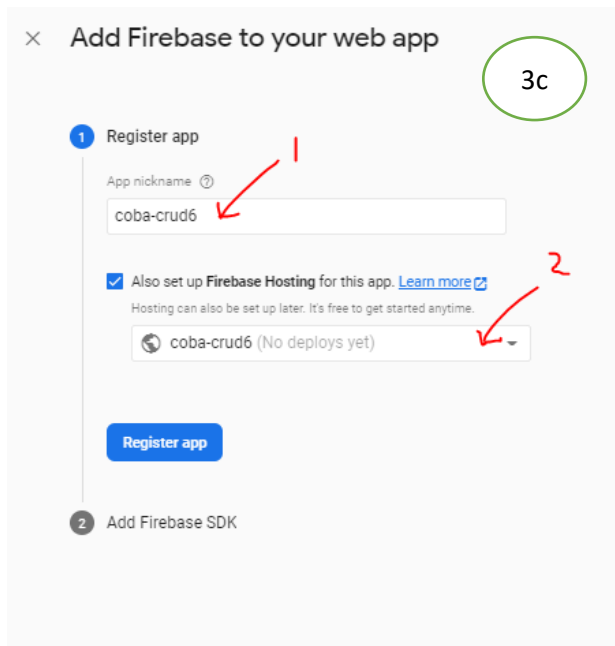 Add Firebase to your web app
3c
1 Register app
1
App nickname ?
coba-crud6
Also set up Firebase Hosting for this app. Learn more
2
Hosting can also be set up later. It's free to get started anytime.
coba-crud6 (No deploys yet)
Register app
2 Add Firebase SDK